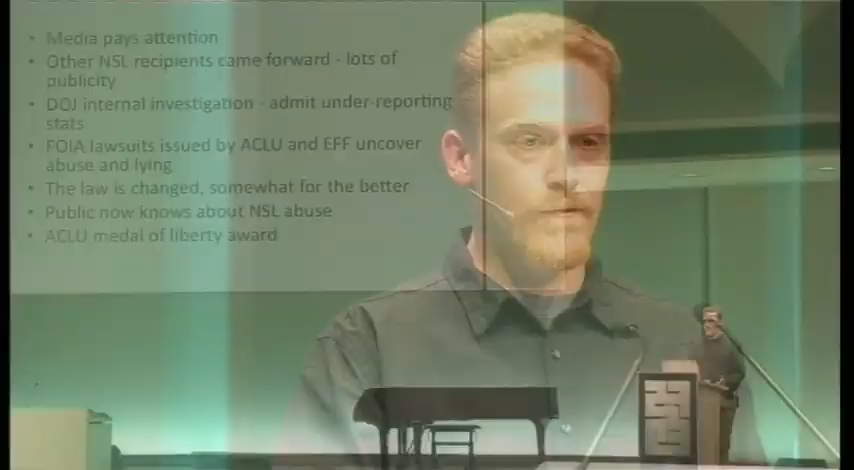 • Media pays attention
• Other NSL recipients came forward - lots of
publicity
• DOJ internal investigation - admit under-reporting
stats
• FOIA lawsuits issued by ACLU and EFF uncover
abuse and lying
• The law is changed, somewhat for the better
• Public now knows about NSL abuse
• ACLU medal of liberty award